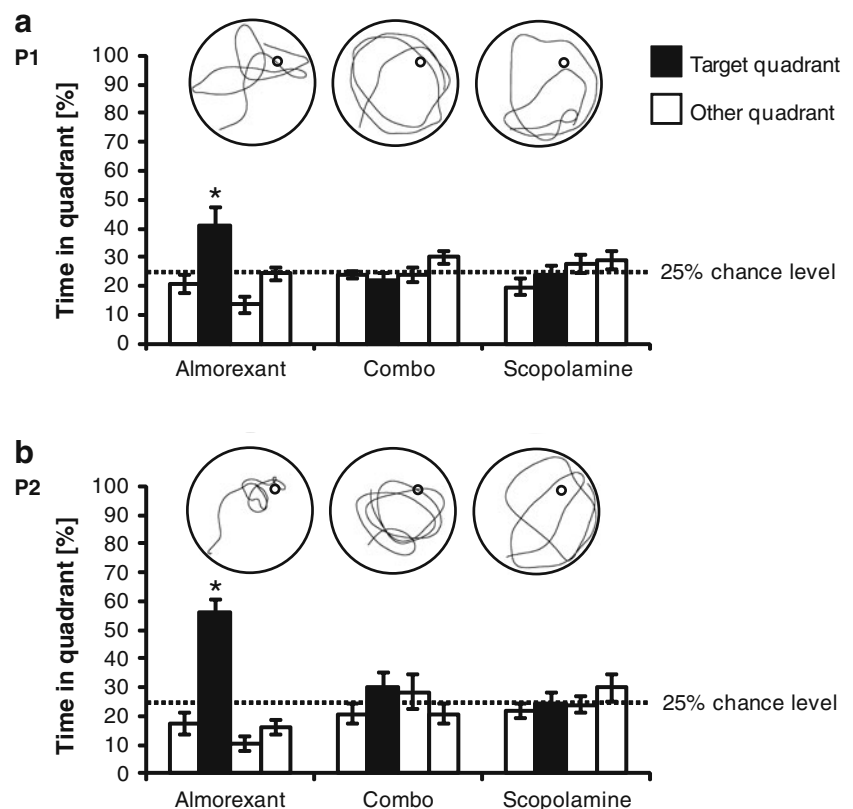 a
P1
Time in quadrant [%]
100
90
80
70
60
50
40
30
20
10
0
*
Target quadrant
Other quadrant
25% chance level
Almorexant Combo Scopolamine
b
P2
Time in quadrant [%]
100
90
80
70
60
50
40
30
20
10
0
*
25% chance level
Almorexant Combo Scopolamine